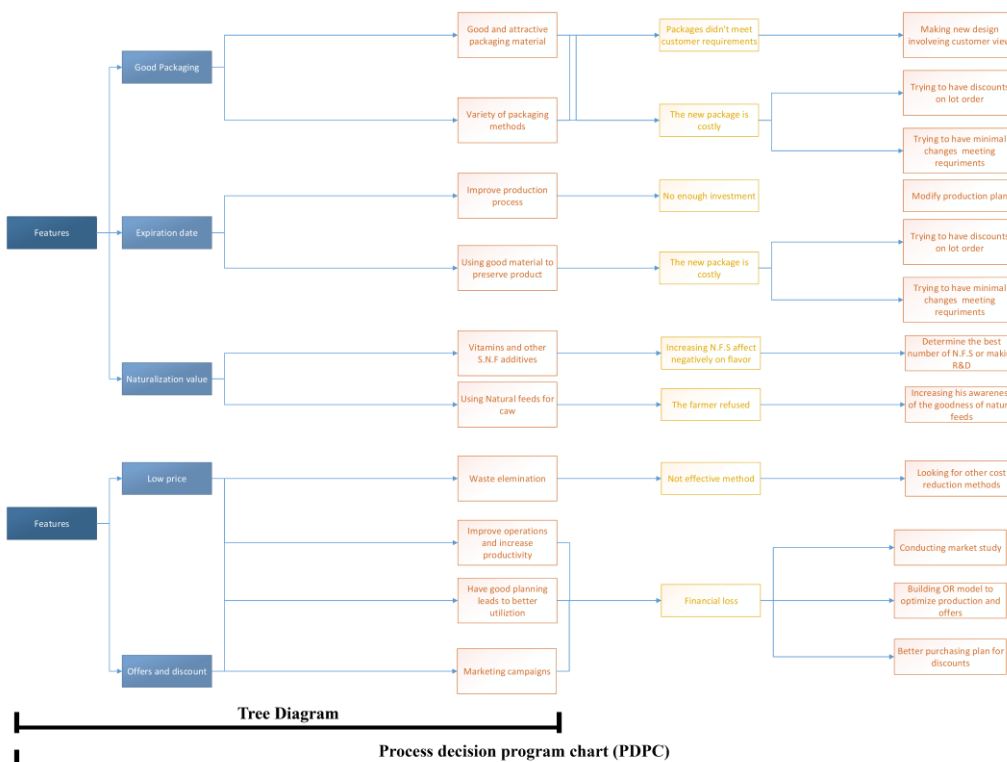 Good and attractive
packaging material
Packages didn't meet
customer requirements
Making new design
involveing customer view
Good Packaging
Trying to have discounts
on lot order
Variety of packaging
methods
The new package is
costly
Trying to have minimal
changes meeting
requriments
Improve production
process
No enough investment
Modify production plan
Features
Expiration date
Trying to have discounts
on lot order
Using good material to
preserve product
The new package is
costly
Trying to have minimal
changes meeting
requriments
Vitamins and other
S.N.F additives
Increasing N.F.S affect
negatively on flavor
Determine the best
number of N.F.S or
R&D
Naturalization value
Using Natural feeds for
caw
The farmer refused
Increasing his
of the goodness of
feeds
Low price
Waste elemination
Not effective method
Looking for other cost
reduction methods
Features
Improve operations
and increase
productivity
Conducting market study
Have good planning
leads to better
utiliztion
Financial loss
Building OR model to
optimize production and
offers
Offers and discount
Marketing campaigns
Better purchasing plan for
discounts
Tree Diagram
Process decision program chart (PDPC)